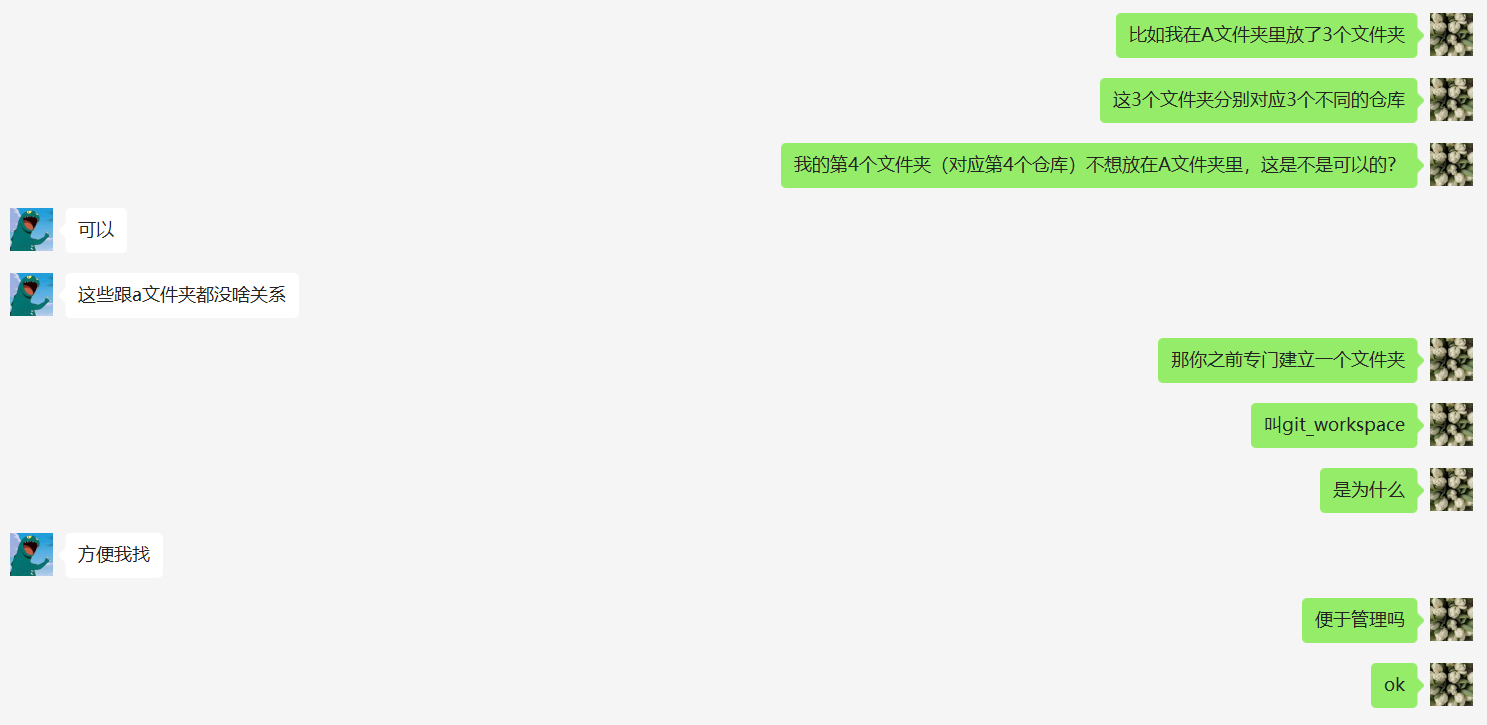 比如我在A文件夹里放了3个文件夹
这3个文件夹分别对应3个不同的仓库
我的第4个文件夹（对应第4个仓库）不想放在A文件夹里，这是不是可以的？
可以
这些跟a文件夹都没啥关系
那你之前专门建立一个文件夹
叫git_workspace
是为什么
方便我找
便于管理吗
ok